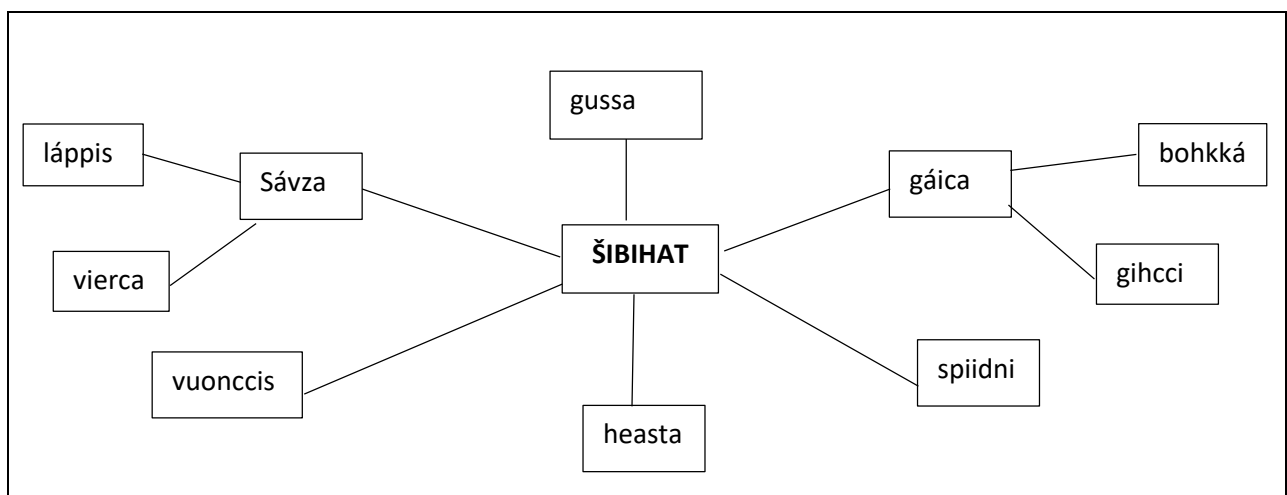 gussa
láppis
Sávza
gáica
bohkká
vierca
ŠIBIHAT
gihcci
vuonccis
spiidni
heasta